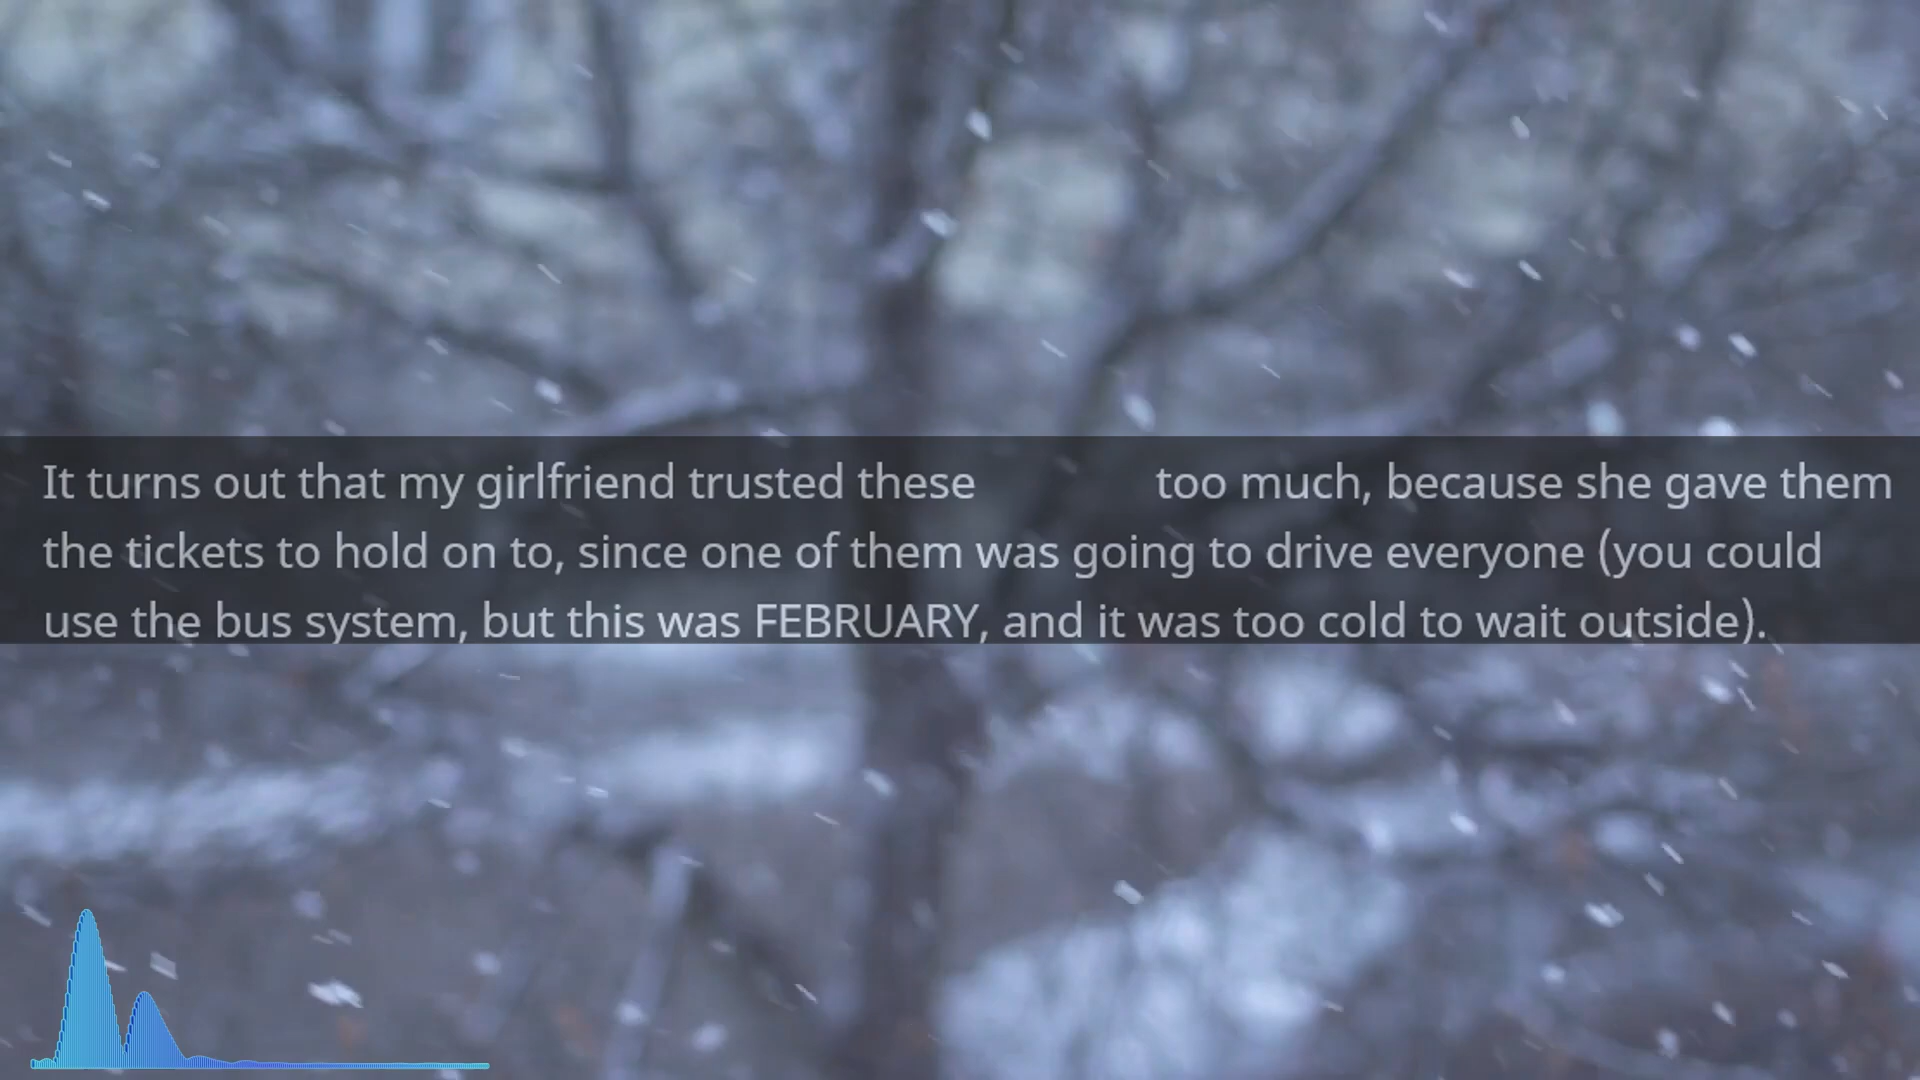 It turns out that my girlfriend trusted these too much, because she gave them
the tickets to hold on to, since one of them was going to drive everyone (you could
use the bus system, but this was FEBRUARY, and it was too cold to wait outside).